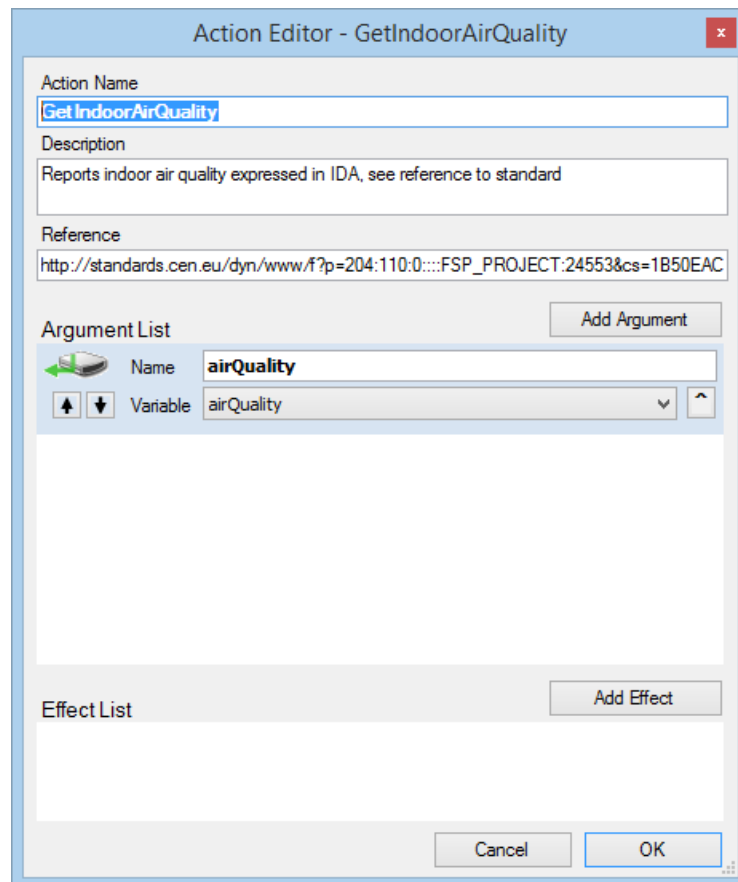 Action Editor - GetIndoorAirQuality
x
Action Name
GetIndoorAirQuality
Description
Reports indoor air quality expressed in IDA, see reference to standard
Reference
http://standards.cen.eu/dyn/www/f?p=204:110:0::::FSP_PROJECT:24553&cs=1B50EAC
Argument List
Add Argument
Name airQuality
Variable airQuality
Effect List
Add Effect
Cancel OK